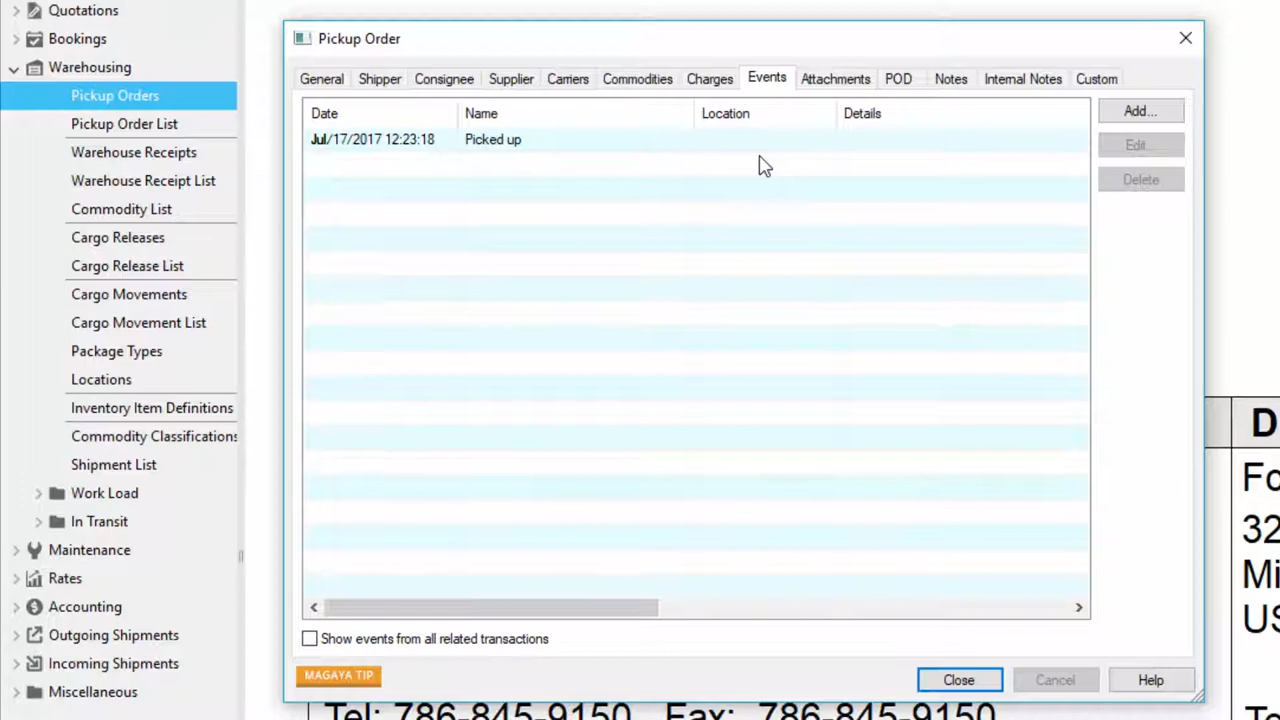 Quotations
Bookings
Warehousing
Pickup Orders
Pickup Order List
Warehouse Receipts
Warehouse Receipt List
Commodity List
Cargo Releases
Cargo Release List
Cargo Movements
Cargo Movement List
Package Types
Locations
Inventory Item Definitions
Commodity Classifications
Shipment List
Work Load
In Transit
Maintenance
Rates
Accounting
Outgoing Shipments
Incoming Shipments
Miscellaneous
Pickup Order
General Shipper Consignee Supplier Carriers Commodities Charges Events Attachments POD Notes Internal Notes Custom
Date Name Location Details
Jul/17/2017 12:23:18 Picked up
Add...
Edit...
Delete
Show events from all related transactions
MAGAYA TIP
Close Cancel Help
Tel: 786-845-9150 Fax: 786-845-9150
D
Fo
32
Mi
US
To